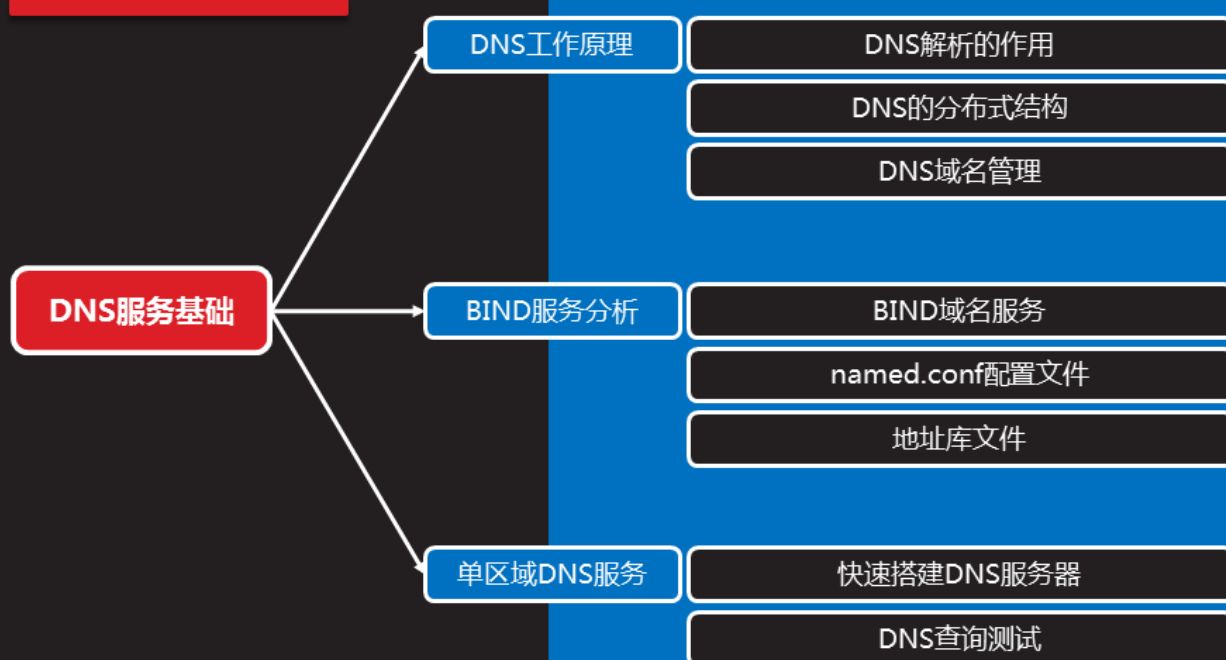 DNS服务基础
DNS工作原理
DNS解析的作用
DNS的分布式结构
DNS域名管理
BIND服务分析
BIND域名服务
named.conf配置文件
地址库文件
单区域DNS服务
快速搭建DNS服务器
DNS查询测试